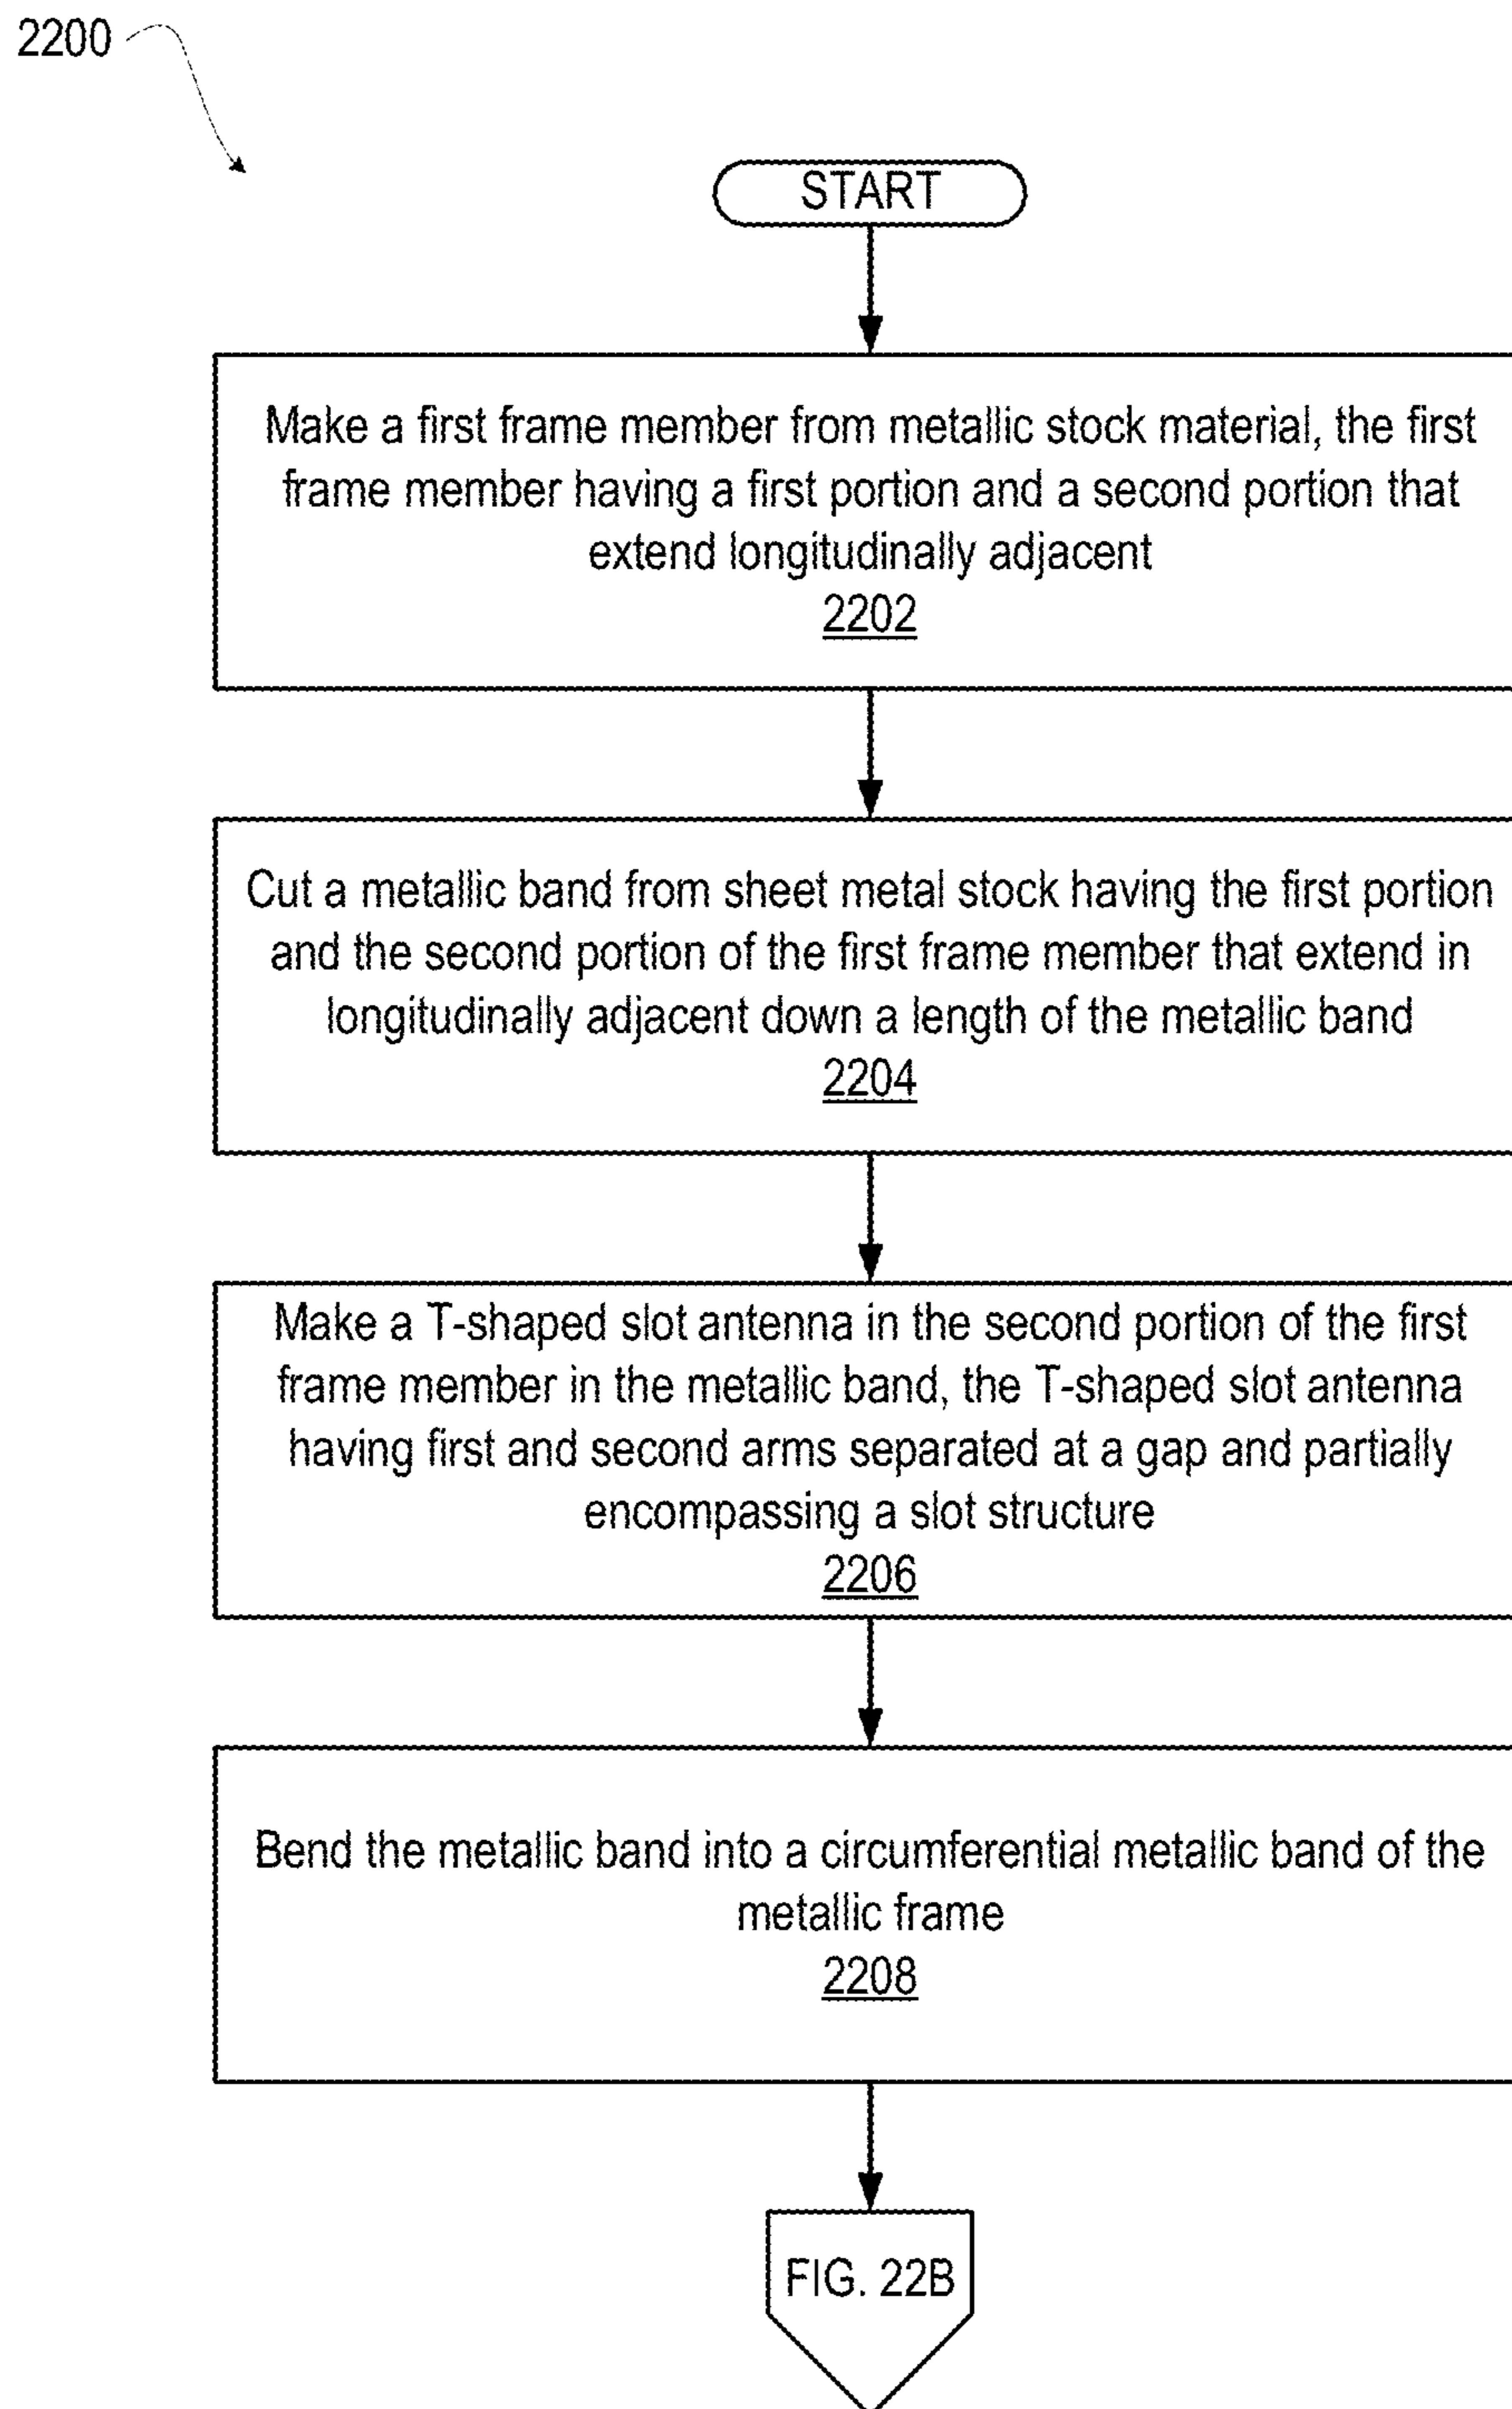 2200
START
Make a first frame member from metallic stock material, the first
frame member having a first portion and a second portion that
extend longitudinally adjacent
2202
Cut a metallic band from sheet metal stock having the first portion
and the second portion of the first frame member that extend in
longitudinally adjacent down a length of the metallic band
2204
Make a T-shaped slot antenna in the second portion of the first
frame member in the metallic band, the T-shaped slot antenna
having first and second arms separated at a gap and partially
encompassing a slot structure
2206
Bend the metallic band into a circumferential metallic band of the
metallic frame
2208
FIG. 22B